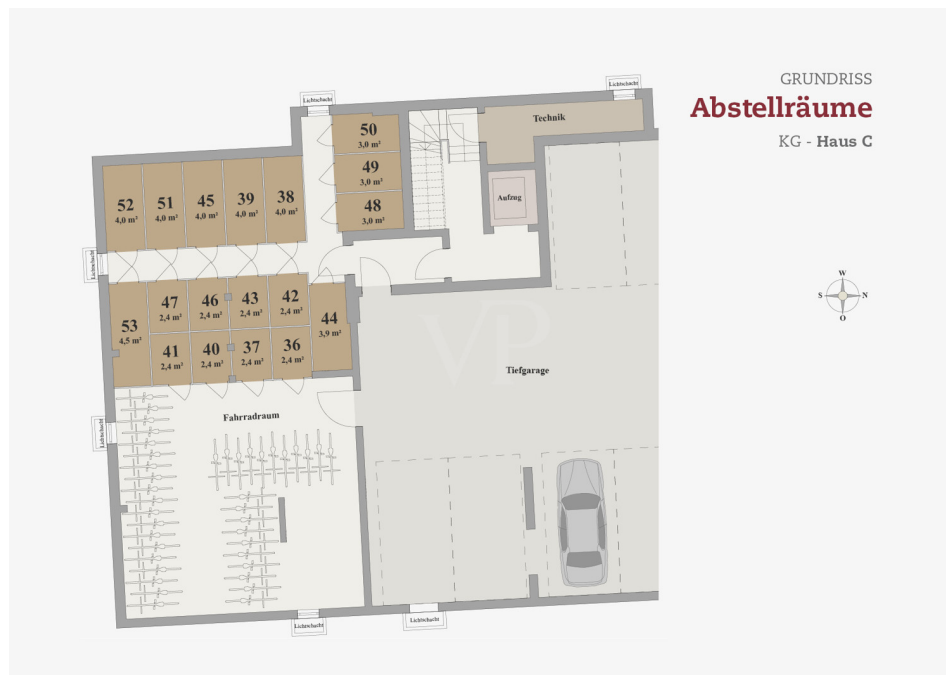 GRUNDRISS
Abstellräume
KG - Haus C
Lichtschacht
Lichtschacht
Technik
50
3,0 m²
49
3,0 m²
48
3,0 m²
Aufzug
52
4,0 m²
51
4,0 m²
45
4,0 m²
39
4,0 m²
38
4,0 m²
Lichtschacht
W
S
N
O
53
4,5 m²
47
2,4 m²
46
2,4 m²
43
2,4 m²
42
2,4 m²
44
3,9 m²
41
2,4 m²
40
2,4 m²
37
2,4 m²
36
2,4 m²
VP
Tiefgarage
Fahrradraum
Lichtschacht
Lichtschacht
Lichtschacht